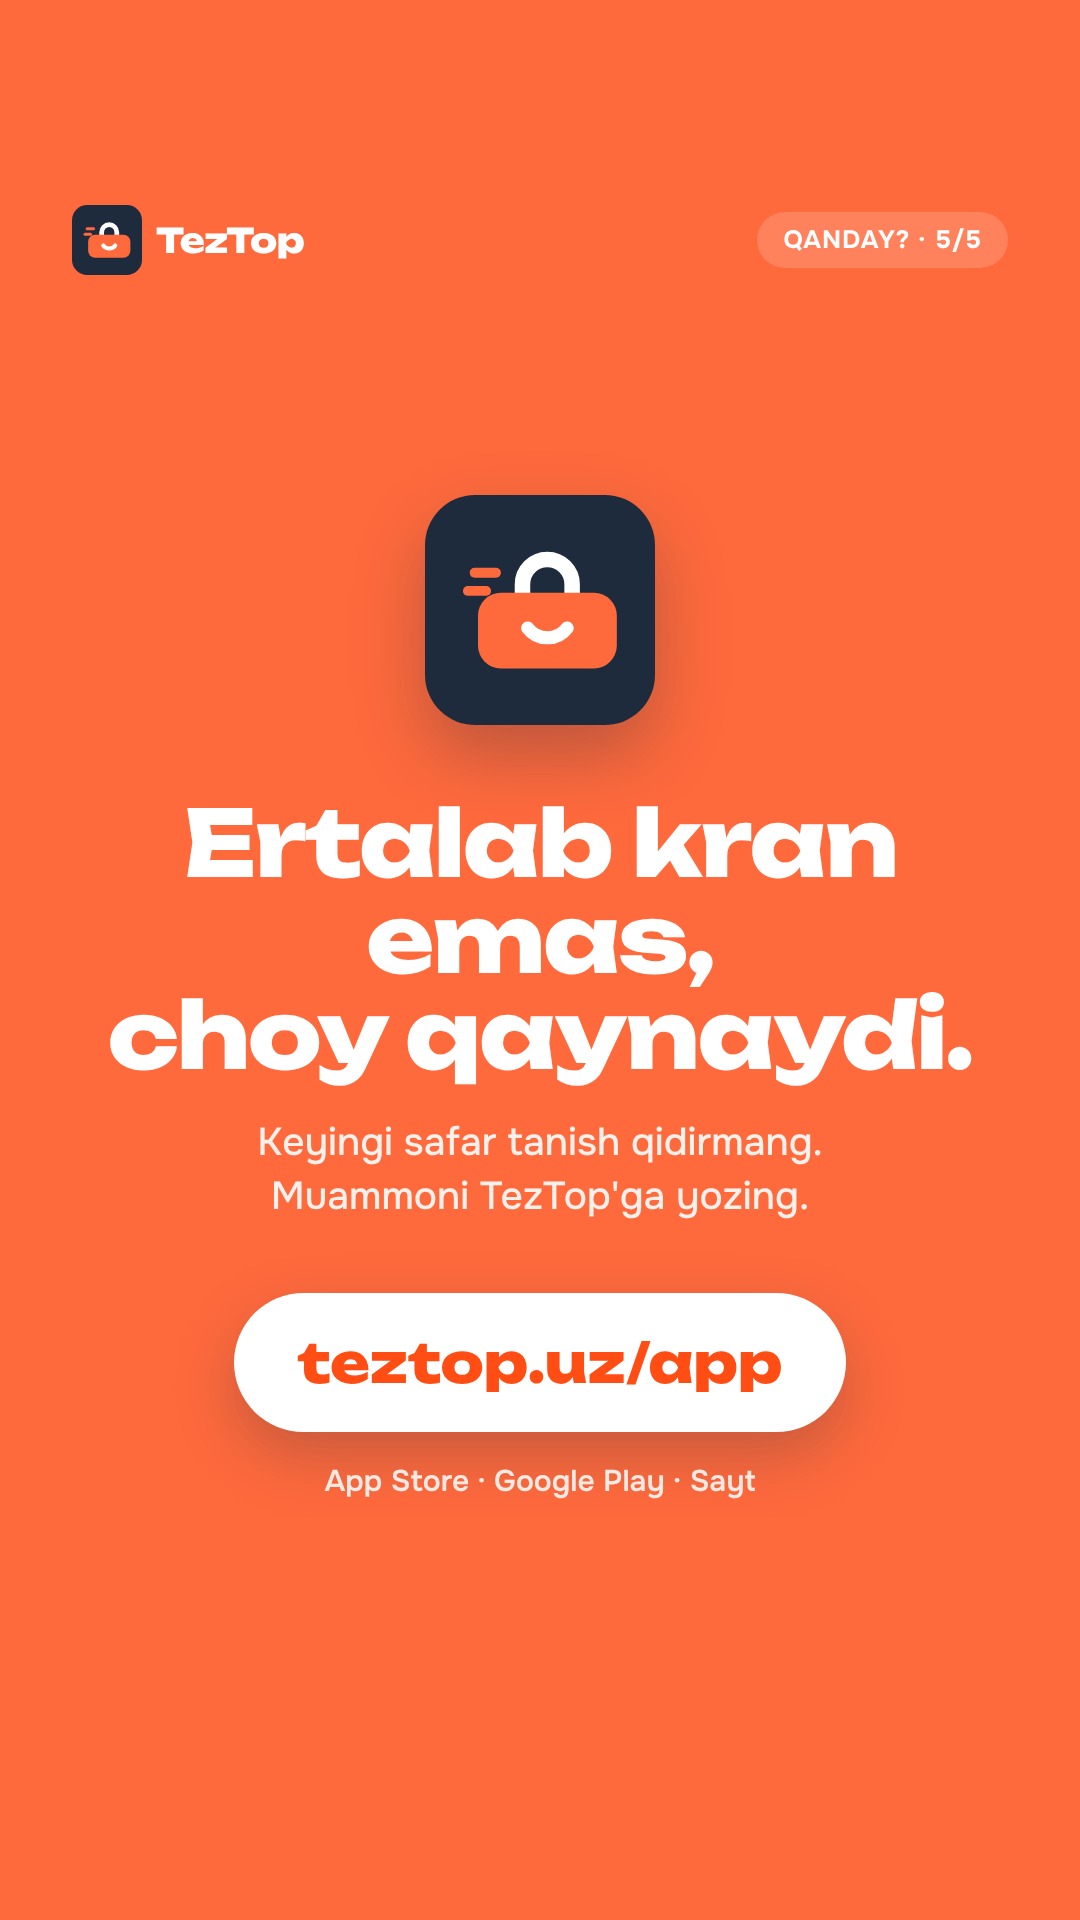 TezTop
QANDAY? · 5/5
Ertalab kran
emas,
choy qaynaydi.
Keyingi safar tanish qidirmang.
Muammoni TezTop'ga yozing.
teztop.uz/app
App Store · Google Play · Sayt